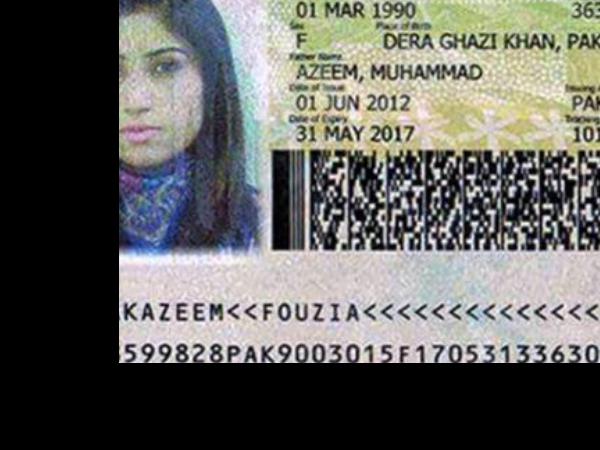 01 MAR 1990 363
Sex Place of Birth
F DERA GHAZI KHAN, PAK
Father Name
AZEEM, MUHAMMAD
Date of Issue
01 JUN 2012 PAK
Date of Expiry Tracking
31 MAY 2017 101
KAZEEM<<FOUZIA<<<<<<<<<<<<<<
599828PAK9003015F17053133630